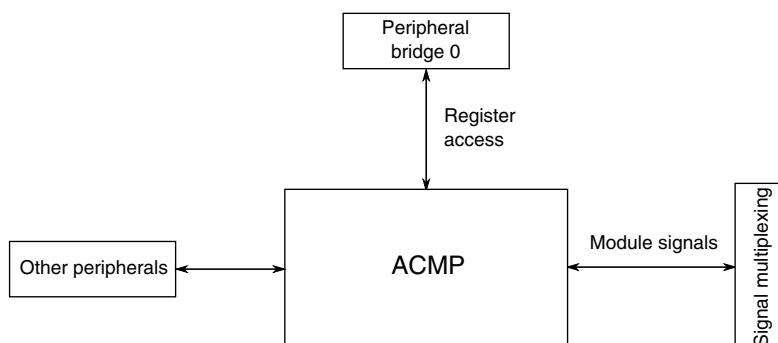 Peripheral
bridge 0
Register
access
Other peripherals
ACMP
Module signals
Signal multiplexing